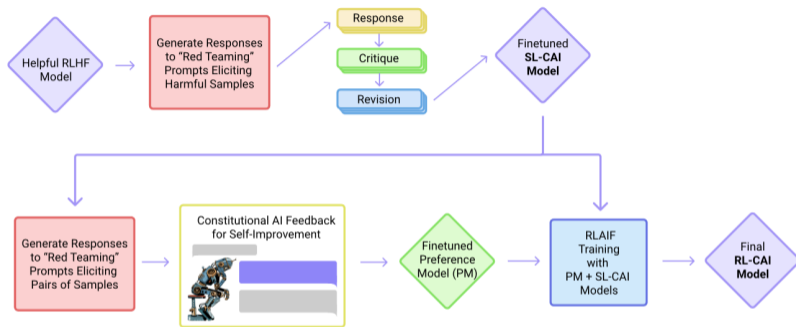 Helpful RLHF
Model
Generate Responses
to “Red Teaming”
Prompts Eliciting
Harmful Samples
Response
Critique
Revision
Finetuned
SL-CAI
Model
Generate Responses
to “Red Teaming”
Prompts Eliciting
Pairs of Samples
Constitutional AI Feedback
for Self-Improvement
Finetuned
Preference
Model (PM)
RLAIF
Training
with
PM + SL-CAI
Models
Final
RL-CAI
Model